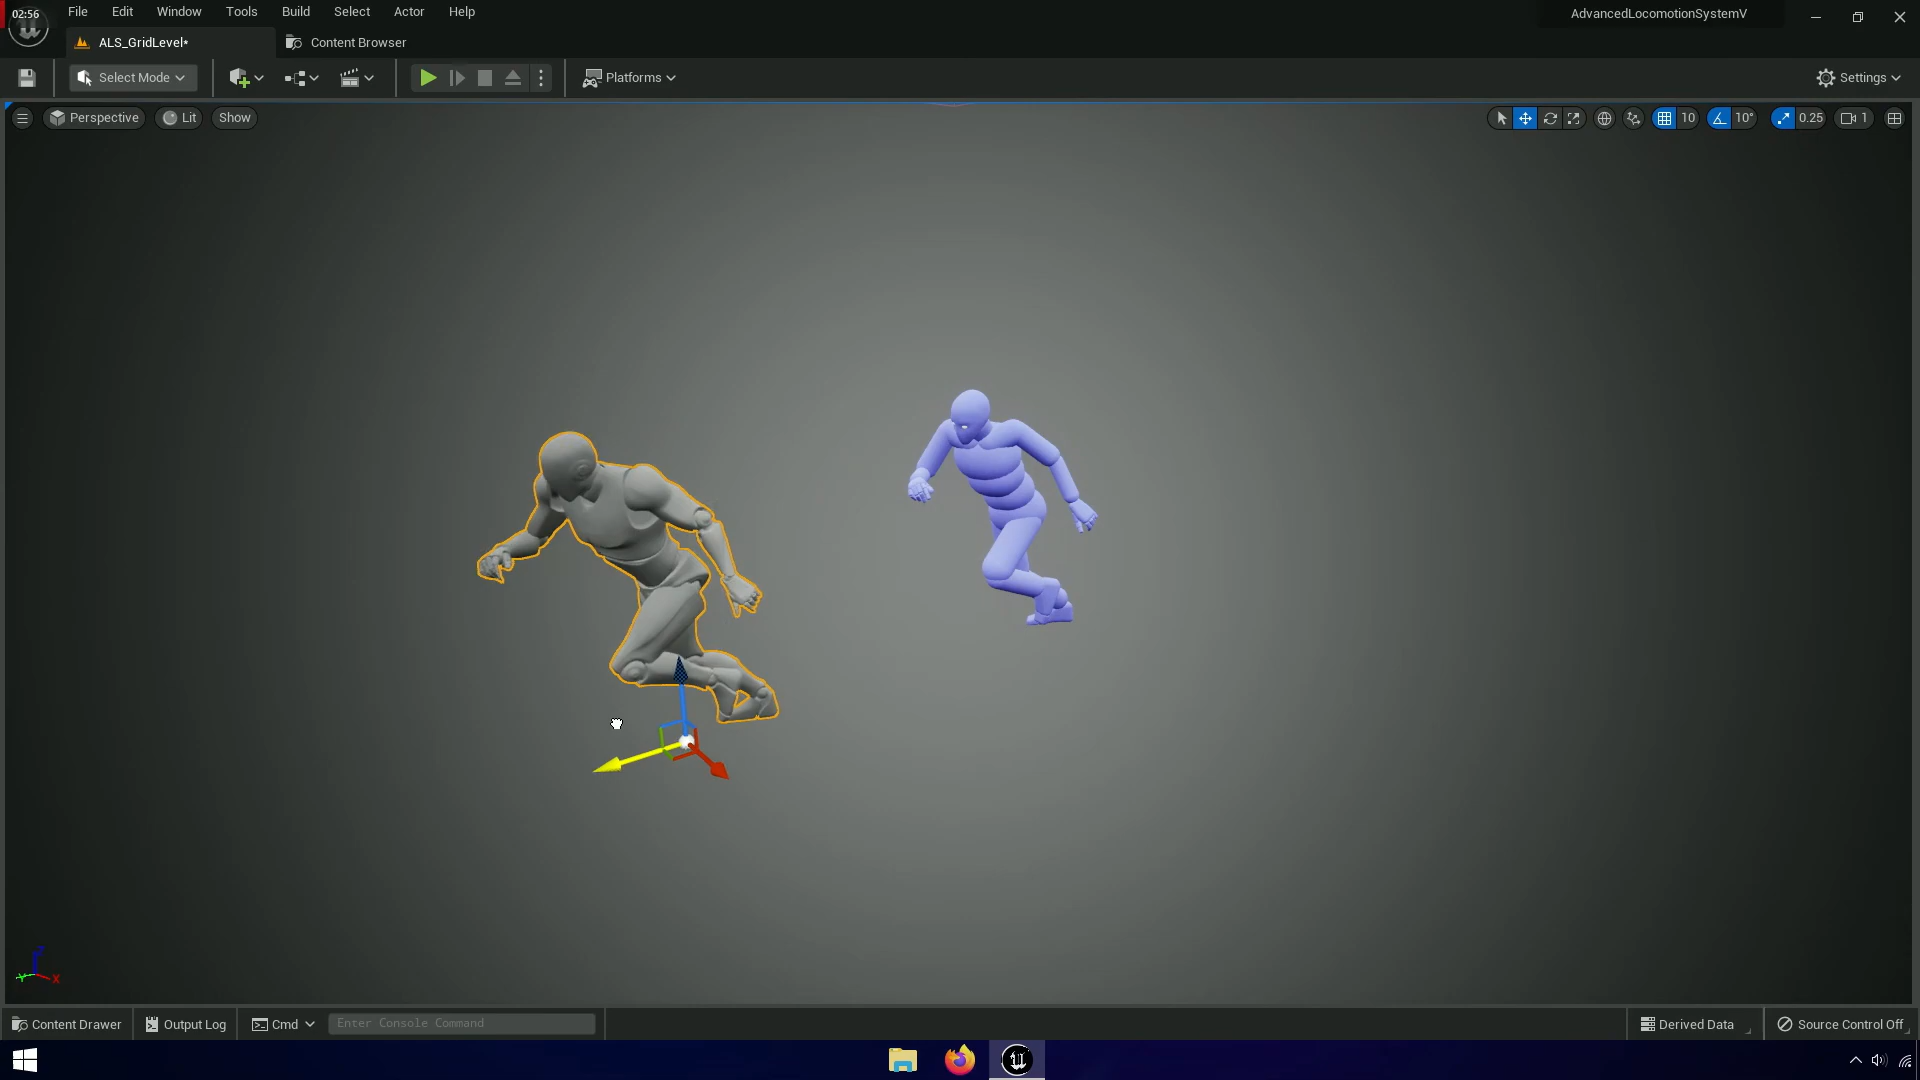 02:56
File Edit Window Tools Build Select Actor Help
AdvancedLocomotionSystemV
ALS_GridLevel*
Content Browser
Select Mode
Platforms
Settings
Perspective
Lit
Show
10
10°
0.25
1
Z
Y
X
Content Drawer
Output Log
Cmd
Enter Console Command
Derived Data
Source Control Off